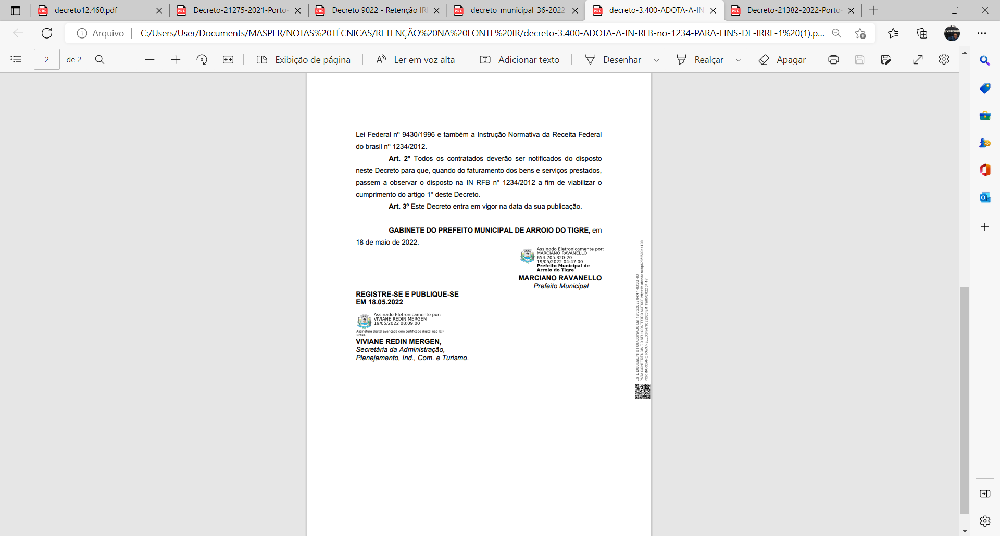 decreto12.460.pdf
Decreto-21275-2021-Porto-
Decreto 9022 - Retenção IR
decreto_municipal_36-2022
decreto-3.400-ADOTA-A-IN
Decreto-21382-2022-Porto-
Arquivo
C:/Users/User/Documents/MASPER/NOTAS%20TÉCNICAS/RETENÇÃO%20NA%20FONTE%20IR/decreto-3.400-ADOTA-A-IN-RFB-no-1234-PARA-FINS-DE-IRRF-1%20(1).p...
2 de 2
Exibição de página
Ler em voz alta
Adicionar texto
Desenhar
Realçar
Apagar
Lei Federal nº 9430/1996 e também a Instrução Normativa da Receita Federal
do brasil nº 1234/2012.
Art. 2º Todos os contratados deverão ser notificados do disposto
neste Decreto para que, quando do faturamento dos bens e serviços prestados,
passem a observar o disposto na IN RFB nº 1234/2012 a fim de viabilizar o
cumprimento do artigo 1º deste Decreto.
Art. 3º Este Decreto entra em vigor na data da sua publicação.
GABINETE DO PREFEITO MUNICIPAL DE ARROIO DO TIGRE, em
18 de maio de 2022.
Assinado Eletronicamente por:
MARCIANO RAVANELLO
654.705.320-20
19/05/2022 04:47:00
Prefeito Municipal de
Arroio do Tigre
MARCIANO RAVANELLO
Prefeito Municipal
REGISTRE-SE E PUBLIQUE-SE
EM 18.05.2022
Assinado Eletronicamente por:
VIVIANE REDIN MERGEN
19/05/2022 08:09:00
Assinatura digital avançada com certificado digital não ICP-
Brasil.
VIVIANE REDIN MERGEN,
Secretária da Administração,
Planejamento, Ind., Com. e Turismo.
ESTE DOCUMENTO FOI ASSINADO EM: 19/05/2022 04:47 -03:00 -03
PARA CONFERÊNCIA DO SEU CONTEÚDO ACESSE
POR MARCIANO RAVANELLO:65470532020 EM 19/05/2022 04:47